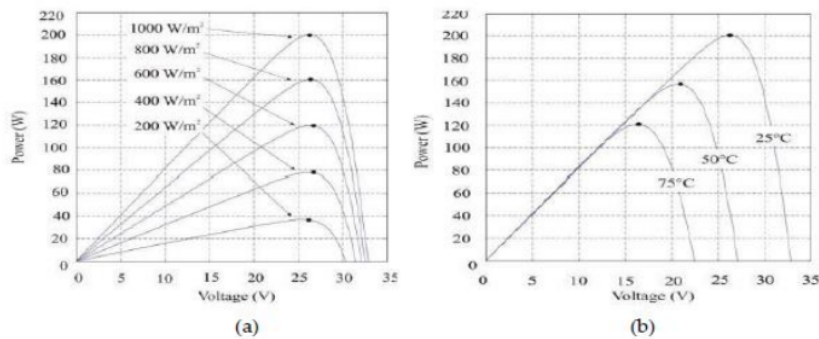 220
200
180
160
140
120
100
80
60
40
20
0
Power (W)
1000 W/m²
800 W/m²
600 W/m²
400 W/m²
200 W/m²
0 5 10 15 20 25 30 35
Voltage (V)
(a)
220
200
180
160
140
120
100
80
60
40
20
0
Power (W)
25°C
50°C
75°C
0 5 10 15 20 25 30 35
Voltage (V)
(b)